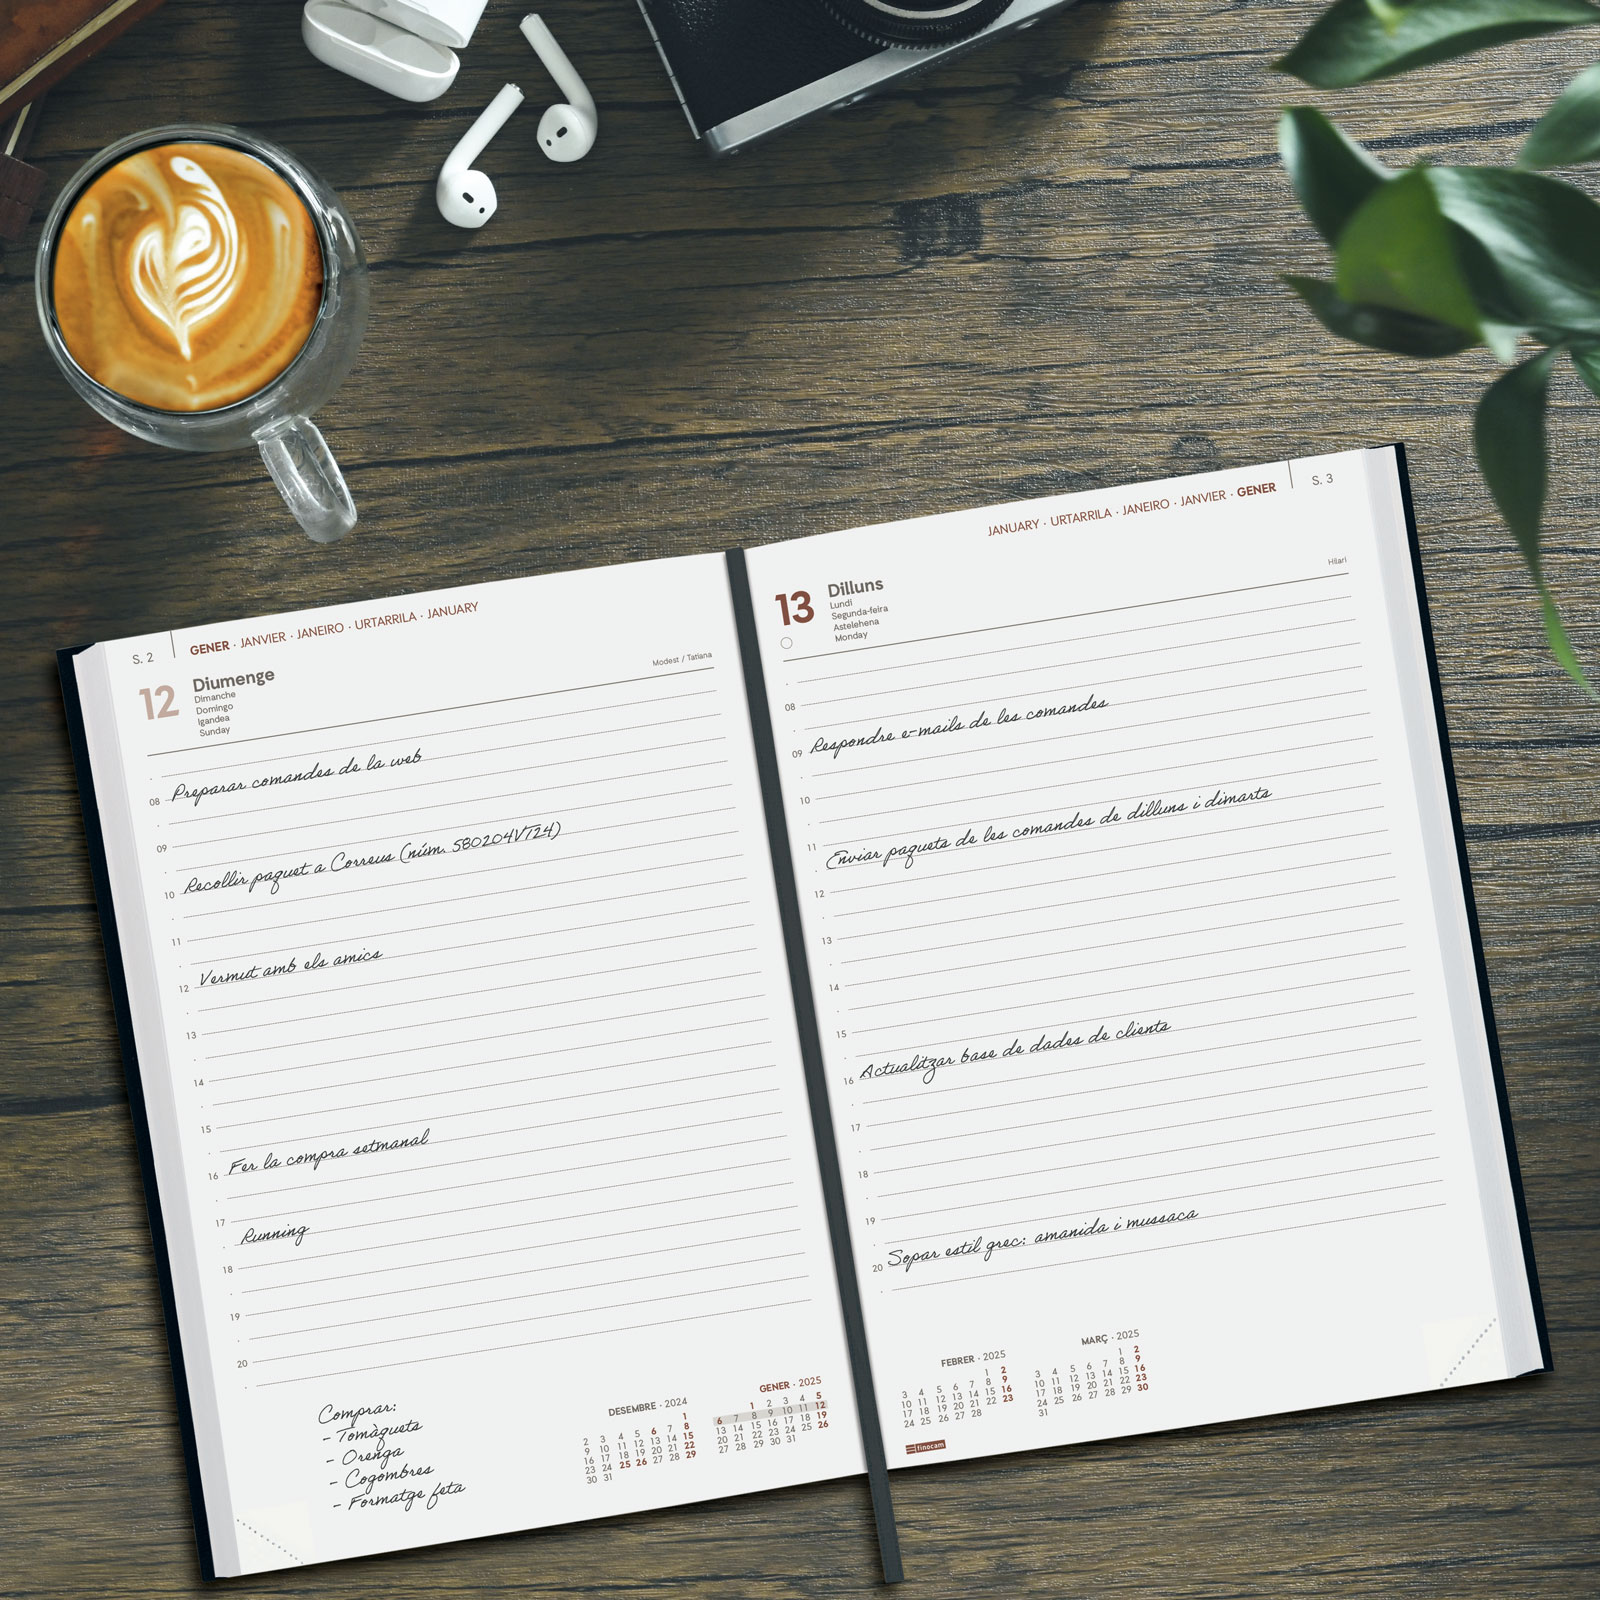 S. 2
GENER · JANVIER · JANEIRO · URTARRILA · JANUARY
12
Diumenge
Dimanche
Domingo
Igandea
Sunday
Modest / Tatiana
08 Preparar comandes de la web
09
10 Recollir paquet a Correus (núm. 580204VT24)
11
12 Vermut amb els amics
13
14
15
16 Fer la compra setmanal
17
Running
18
19
20
Comprar:
- Tomàquets
- Orenga
- Cogombres
- Formatge feta
DESEMBRE · 2024
1
2 3 4 5 6 7 8
9 10 11 12 13 14 15
16 17 18 19 20 21 22
23 24 25 26 27 28 29
30 31
GENER · 2025
1 2 3 4 5
6 7 8 9 10 11 12
13 14 15 16 17 18 19
20 21 22 23 24 25 26
27 28 29 30 31
JANUARY · URTARRILA · JANEIRO · JANVIER · GENER
S. 3
13
Dilluns
Lundi
Segunda-feira
Astelehena
Monday
Hilari
08
09 Respondre e-mails de les comandes
10
11
Enviar paquets de les comandes de dilluns i dimarts
12
13
14
15
16 Actualitzar base de dades de clients
17
18
19
20 Sopar estil grec: amanida i mussaca
FEBRER · 2025
1 2
3 4 5 6 7 8 9
10 11 12 13 14 15 16
17 18 19 20 21 22 23
24 25 26 27 28
MARÇ · 2025
1 2
3 4 5 6 7 8 9
10 11 12 13 14 15 16
17 18 19 20 21 22 23
24 25 26 27 28 29 30
31
finocam